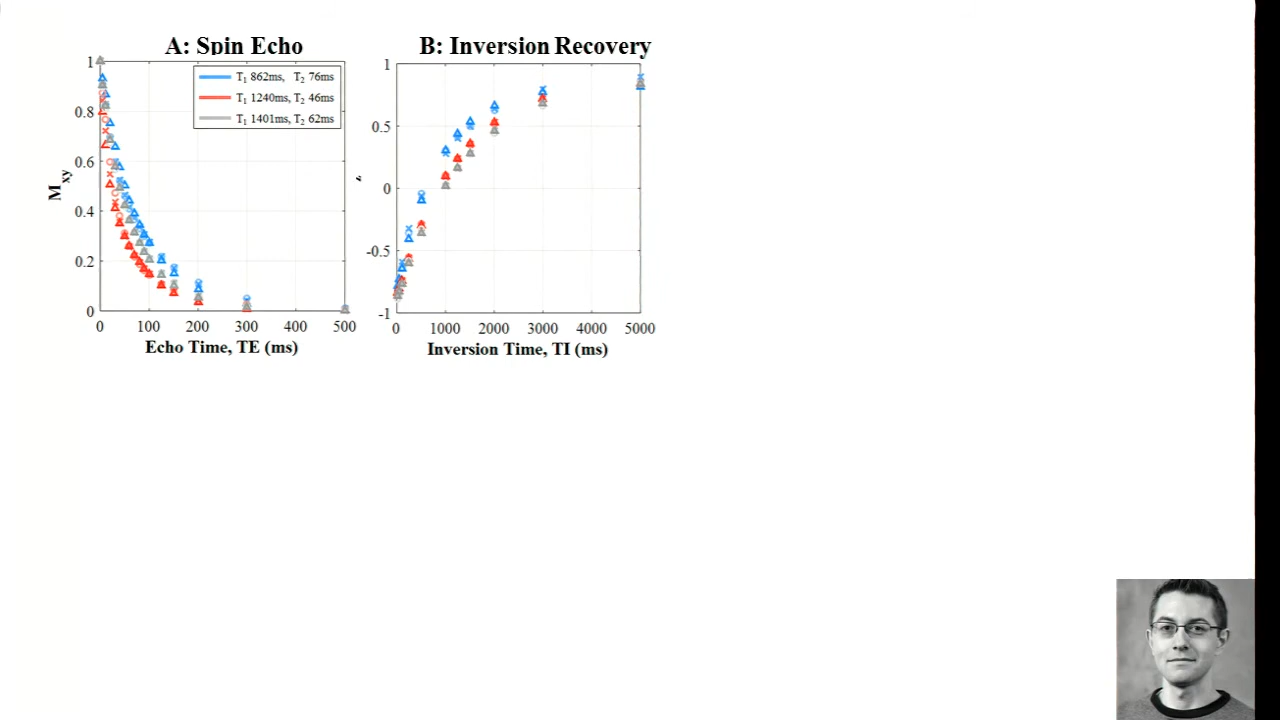 A: Spin Echo
1
0.8
0.6
0.4
0.2
0
Mxy
T1 862ms, T2 76ms
T1 1240ms, T2 46ms
T1 1401ms, T2 62ms
0 100 200 300 400 500
Echo Time, TE (ms)
B: Inversion Recovery
1
0.5
0
-0.5
-1
z
0 1000 2000 3000 4000 5000
Inversion Time, TI (ms)